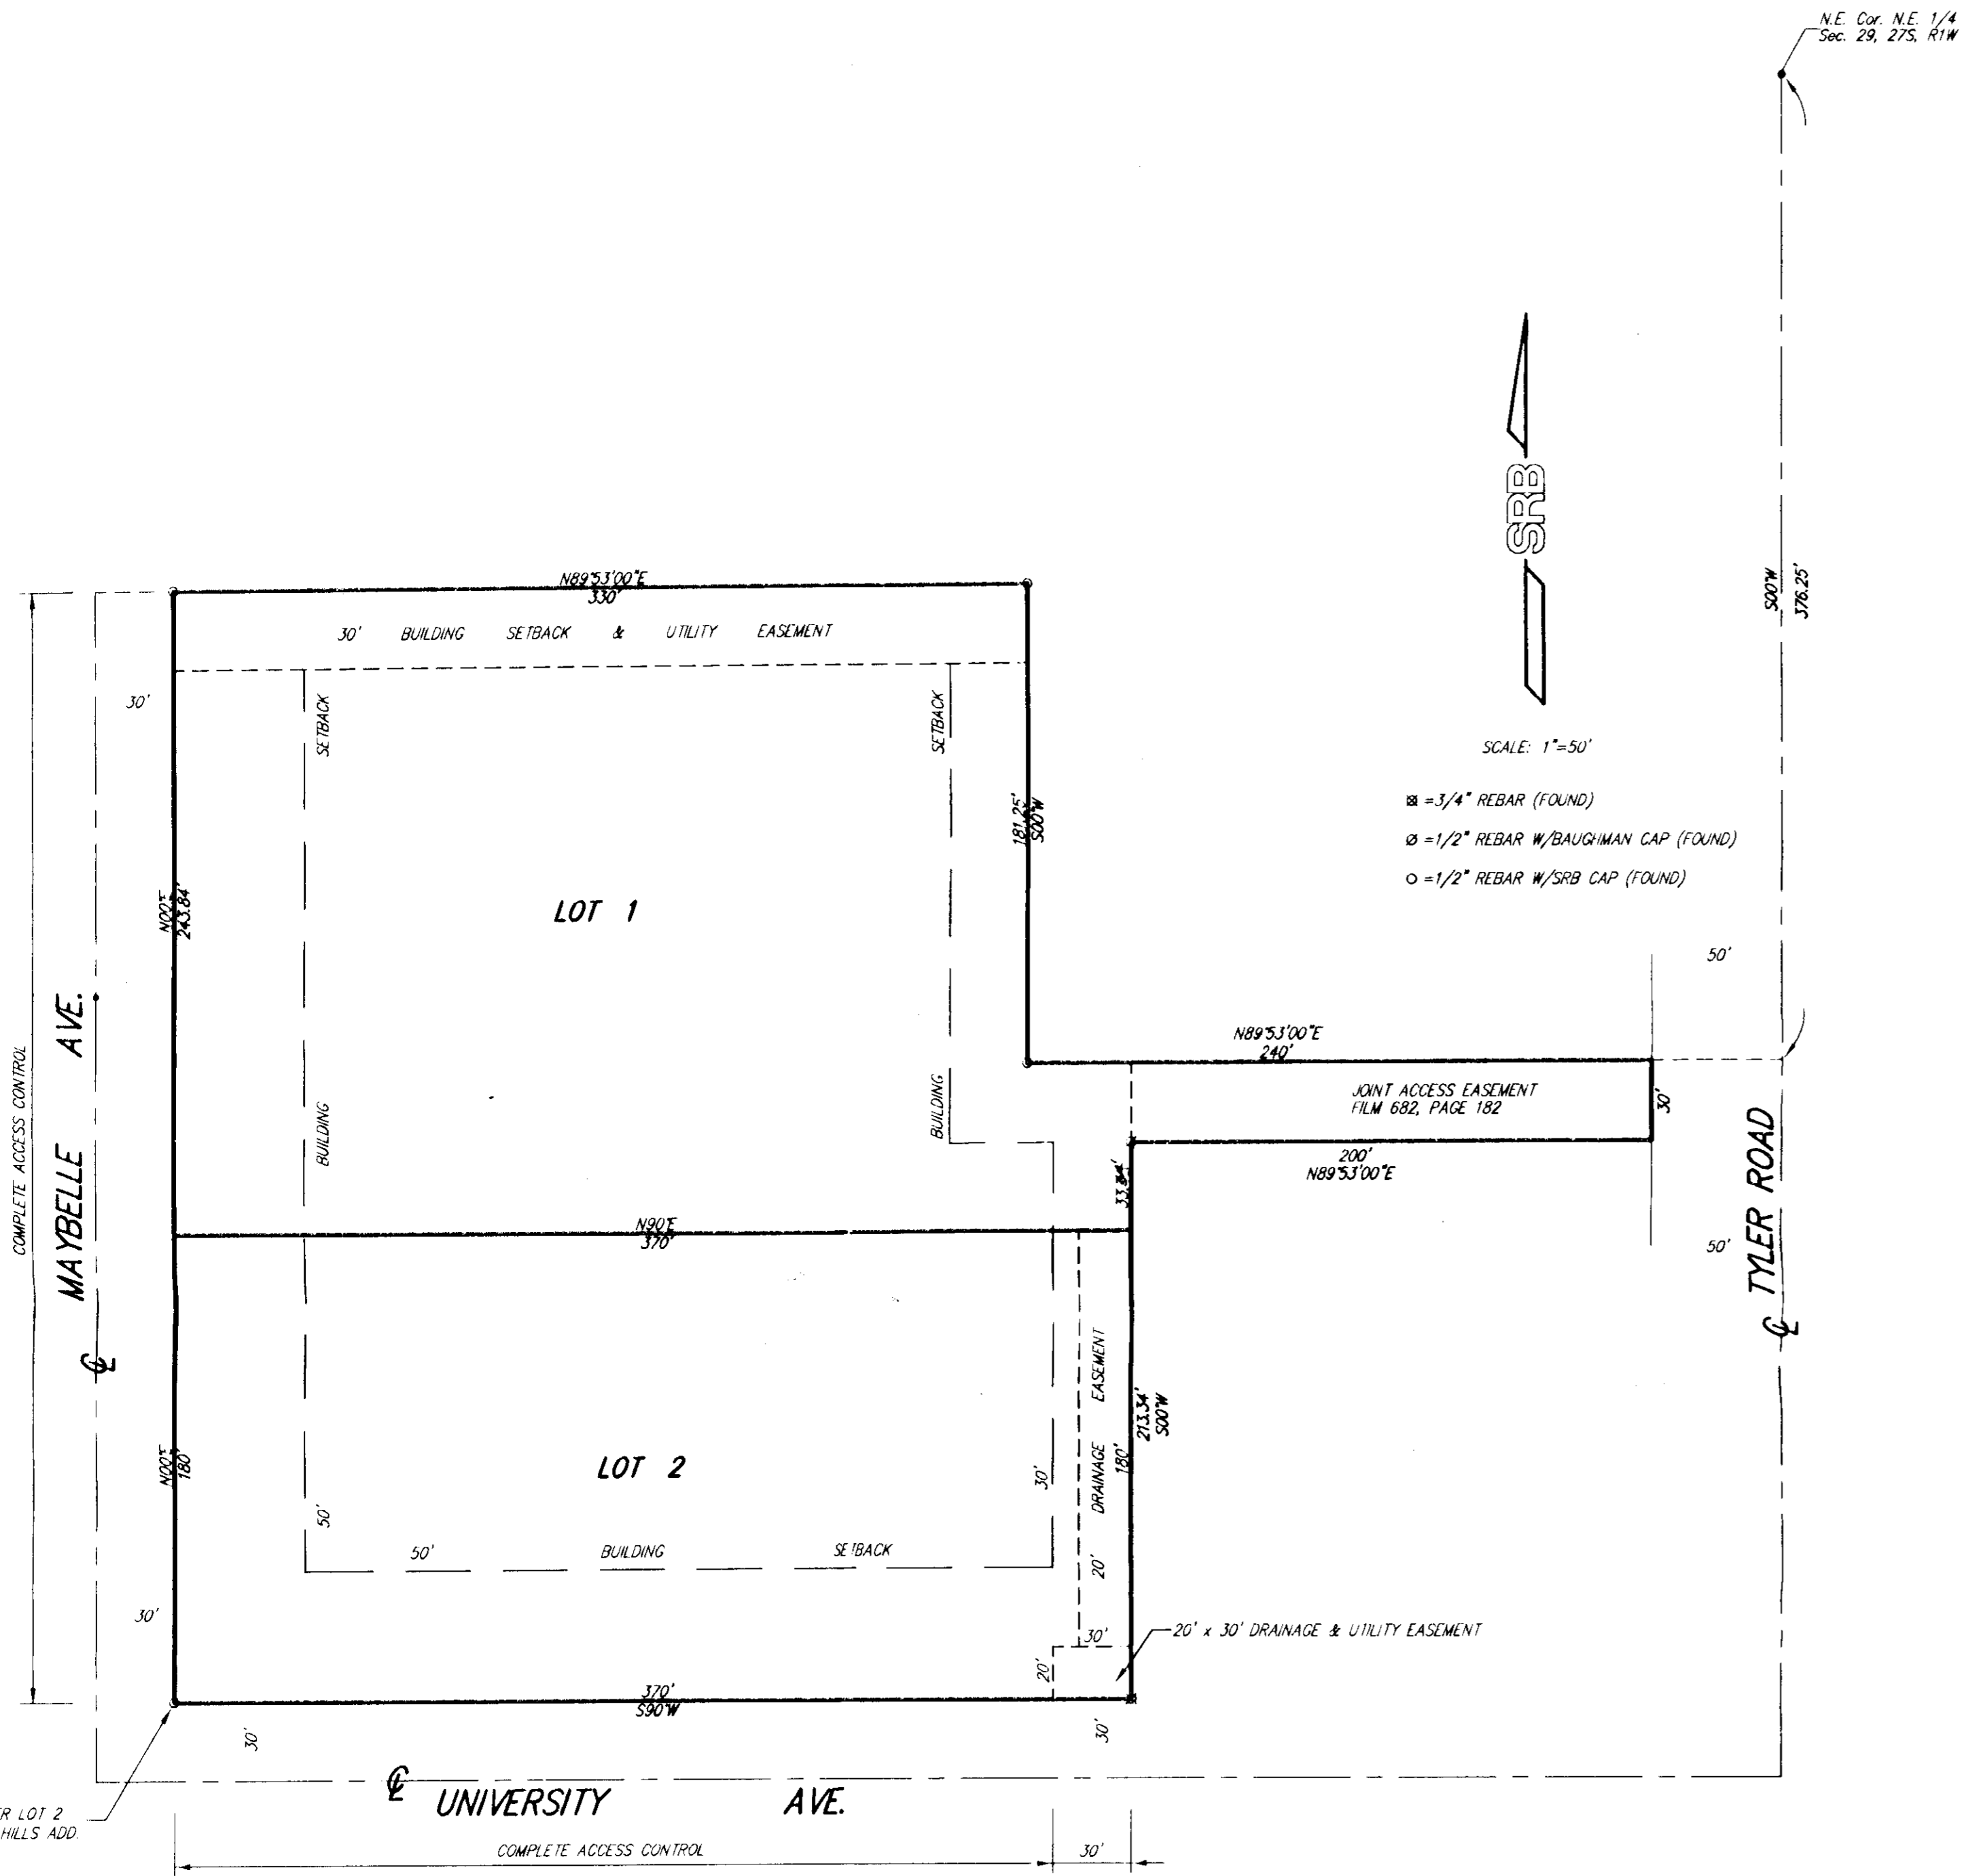 N.E. Cor. N.E. 1/4
Sec. 29, 27S, R1W
SRB
S00°W
376.25'
SCALE: 1"=50'
=3/4" REBAR (FOUND)
Ø =1/2" REBAR W/BAUGHMAN CAP (FOUND)
O =1/2" REBAR W/SRB CAP (FOUND)
N89°53'00"E
330'
30' BUILDING SETBACK & UTILITY EASEMENT
30'
SETBACK
SETBACK
181.25'
S00°W
LOT 1
N00°E
243.84'
BUILDING
BUILDING
COMPLETE ACCESS CONTROL
MAYBELLE AVE.
50'
N89°53'00"E
240'
JOINT ACCESS EASEMENT
FILM 682, PAGE 182
30'
200'
N89°53'00"E
50'
TYLER ROAD
N90°E
370'
LOT 2
N00°E
180'
50'
50' BUILDING SETBACK
30'
20' DRAINAGE EASEMENT
180'
213.34'
S00°W
30'
30'
20'
20' x 30' DRAINAGE & UTILITY EASEMENT
370'
S90°W
30'
30'
UNIVERSITY AVE.
LOT 2
HILLS ADD.
COMPLETE ACCESS CONTROL
30'